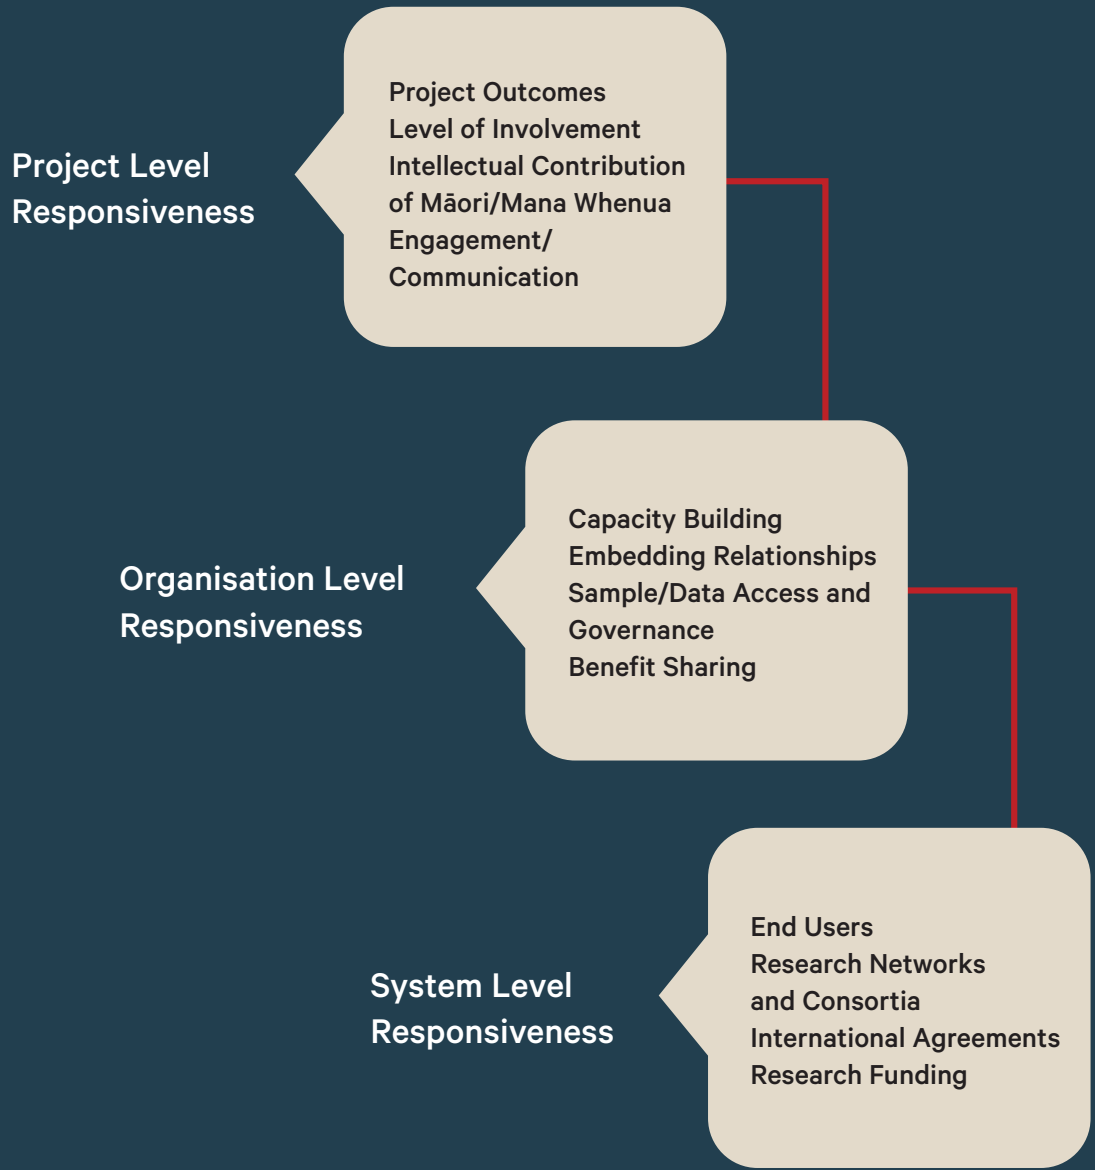 Project Level
Responsiveness
Project Outcomes
Level of Involvement
Intellectual Contribution
of Māori/Mana Whenua
Engagement/
Communication
Organisation Level
Responsiveness
Capacity Building
Embedding Relationships
Sample/Data Access and
Governance
Benefit Sharing
System Level
Responsiveness
End Users
Research Networks
and Consortia
International Agreements
Research Funding